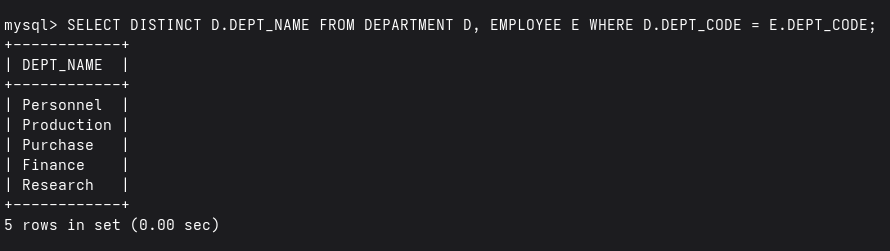 mysql> SELECT DISTINCT D.DEPT_NAME FROM DEPARTMENT D, EMPLOYEE E WHERE D.DEPT_CODE = E.DEPT_CODE;
+------------+
| DEPT_NAME  |
+------------+
| Personnel  |
| Production |
| Purchase   |
| Finance    |
| Research   |
+------------+
5 rows in set (0.00 sec)